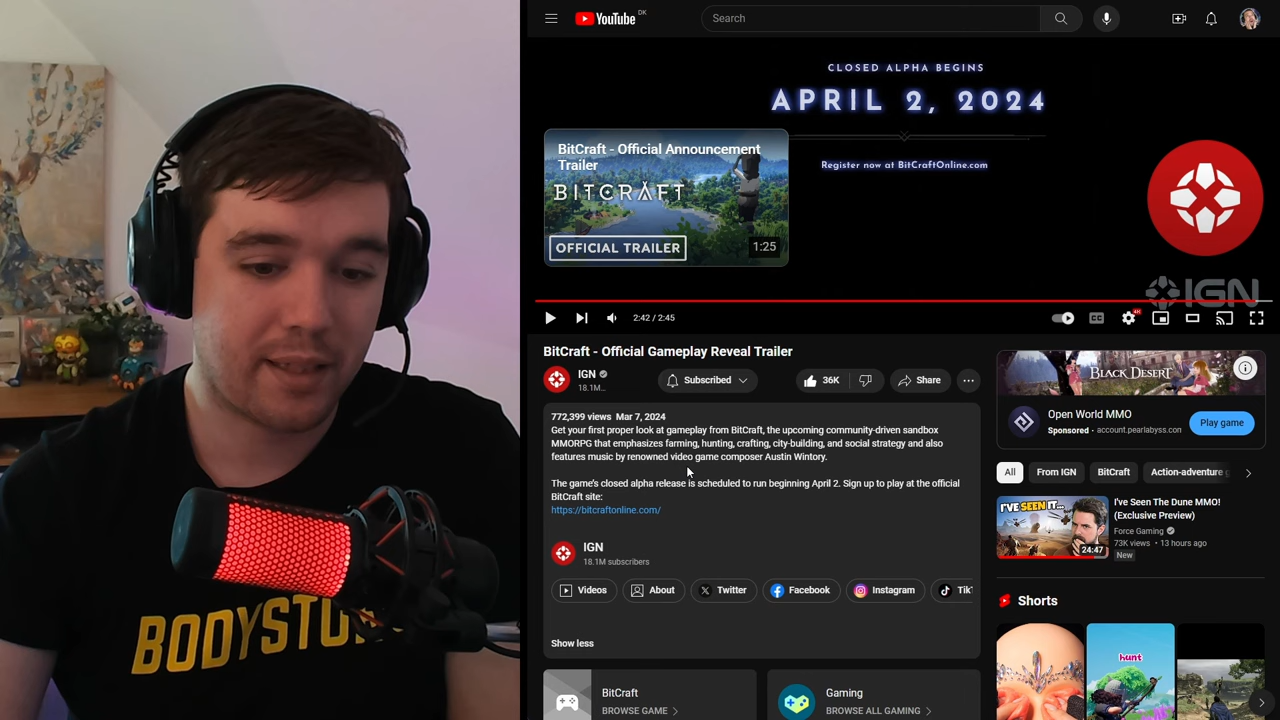 YouTube DK
Search
CLOSED ALPHA BEGINS
APRIL 2, 2024
Register now at BitCraftOnline.com
BitCraft - Official Announcement
Trailer
BITCRAFT
OFFICIAL TRAILER
1:25
IGN
2:42 / 2:45
CC
4K
BitCraft - Official Gameplay Reveal Trailer
IGN
18.1M...
Subscribed
36K
Share
772,399 views Mar 7, 2024
Get your first proper look at gameplay from BitCraft, the upcoming community-driven sandbox
MMORPG that emphasizes farming, hunting, crafting, city-building, and social strategy and also
features music by renowned video game composer Austin Wintory.
The game's closed alpha release is scheduled to run beginning April 2. Sign up to play at the official
BitCraft site:
https://bitcraftonline.com/
IGN
18.1M subscribers
Videos
About
Twitter
Facebook
Instagram
TikT
Show less
BitCraft
BROWSE GAME
Gaming
BROWSE ALL GAMING
BLACK DESERT
Open World MMO
Sponsored · account.pearlabyss.con
Play game
All
From IGN
BitCraft
Action-adventure g
I'VE SEEN IT...
24:47
I've Seen The Dune MMO!
(Exclusive Preview)
Force Gaming
73K views • 13 hours ago
New
Shorts
hunt